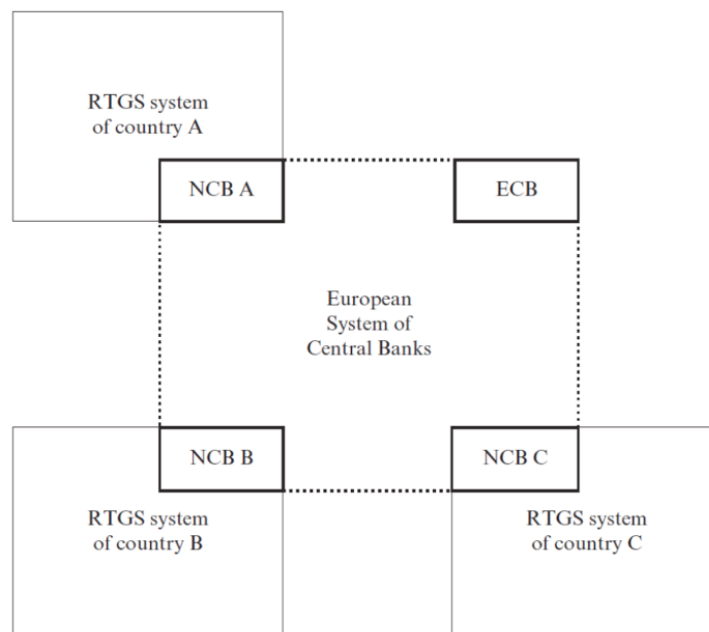 RTGS system
of country A
NCB A
ECB
European
System of
Central Banks
NCB B
NCB C
RTGS system
of country B
RTGS system
of country C